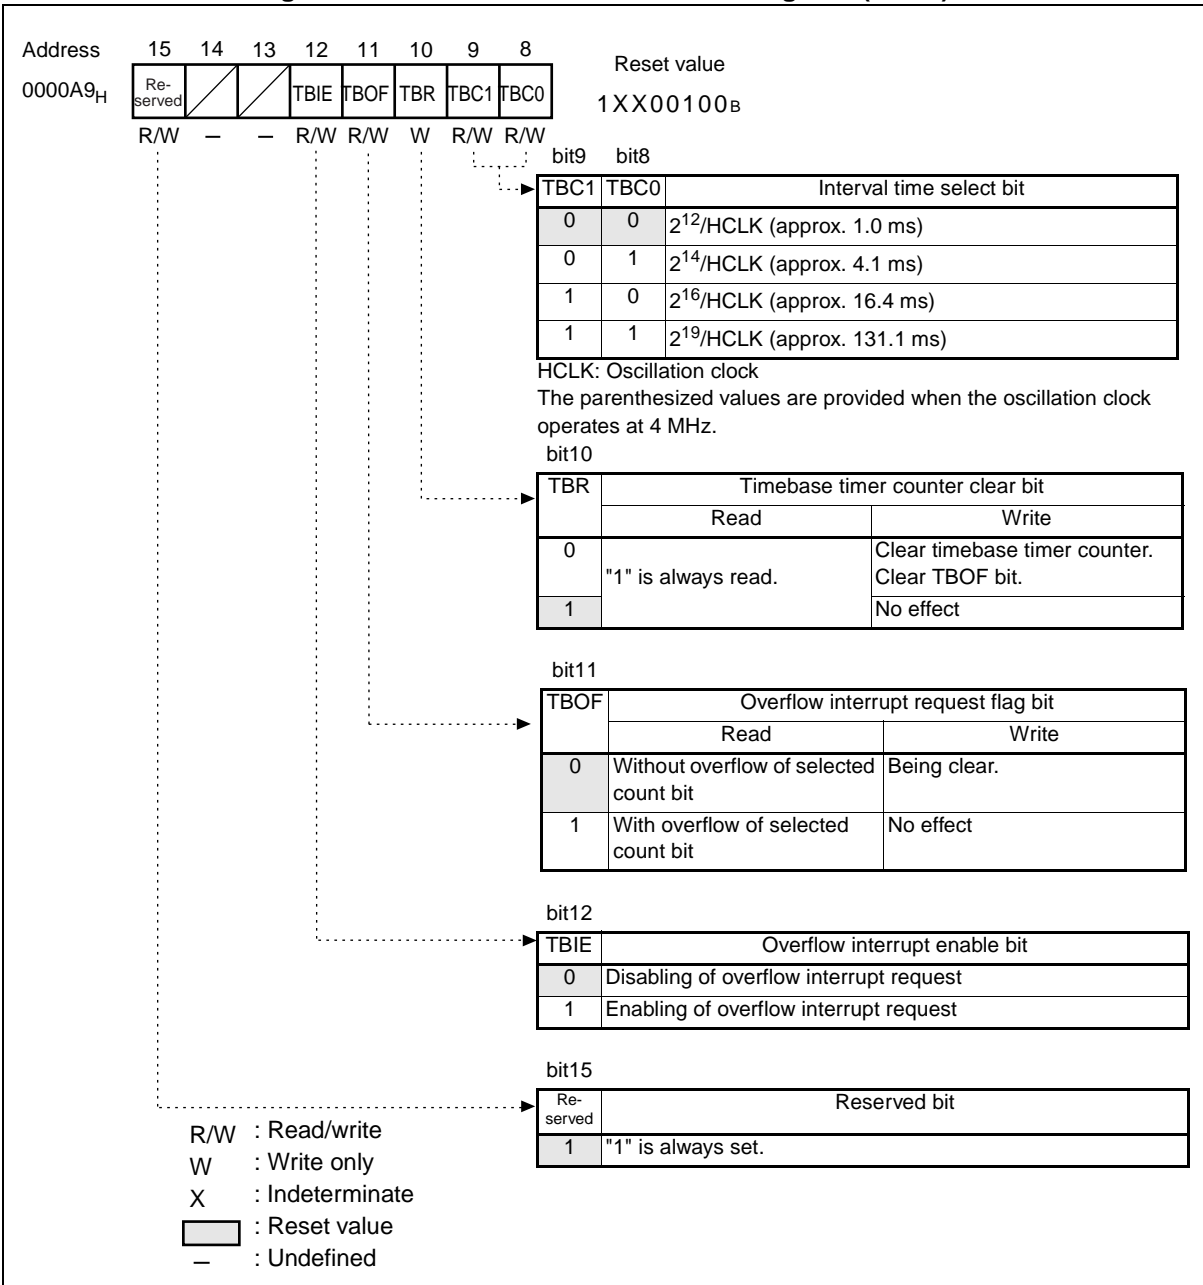 Address 15 14 13 12 11 10 9 8
Reset value
0000A9H Re-served TBIE TBOF TBR TBC1 TBC0
1XX00100B
R/W – – R/W R/W W R/W R/W
bit9 bit8
TBC1 TBC0 Interval time select bit
0 0 2^12/HCLK (approx. 1.0 ms)
0 1 2^14/HCLK (approx. 4.1 ms)
1 0 2^16/HCLK (approx. 16.4 ms)
1 1 2^19/HCLK (approx. 131.1 ms)
HCLK: Oscillation clock
The parenthesized values are provided when the oscillation clock
operates at 4 MHz.
bit10
TBR Timebase timer counter clear bit
Read Write
0 "1" is always read. Clear timebase timer counter.
Clear TBOF bit.
1 No effect
bit11
TBOF Overflow interrupt request flag bit
Read Write
0 Without overflow of selected Being clear.
count bit
1 With overflow of selected No effect
count bit
bit12
TBIE Overflow interrupt enable bit
0 Disabling of overflow interrupt request
1 Enabling of overflow interrupt request
bit15
Re-served Reserved bit
1 "1" is always set.
R/W : Read/write
W : Write only
X : Indeterminate
: Reset value
– : Undefined